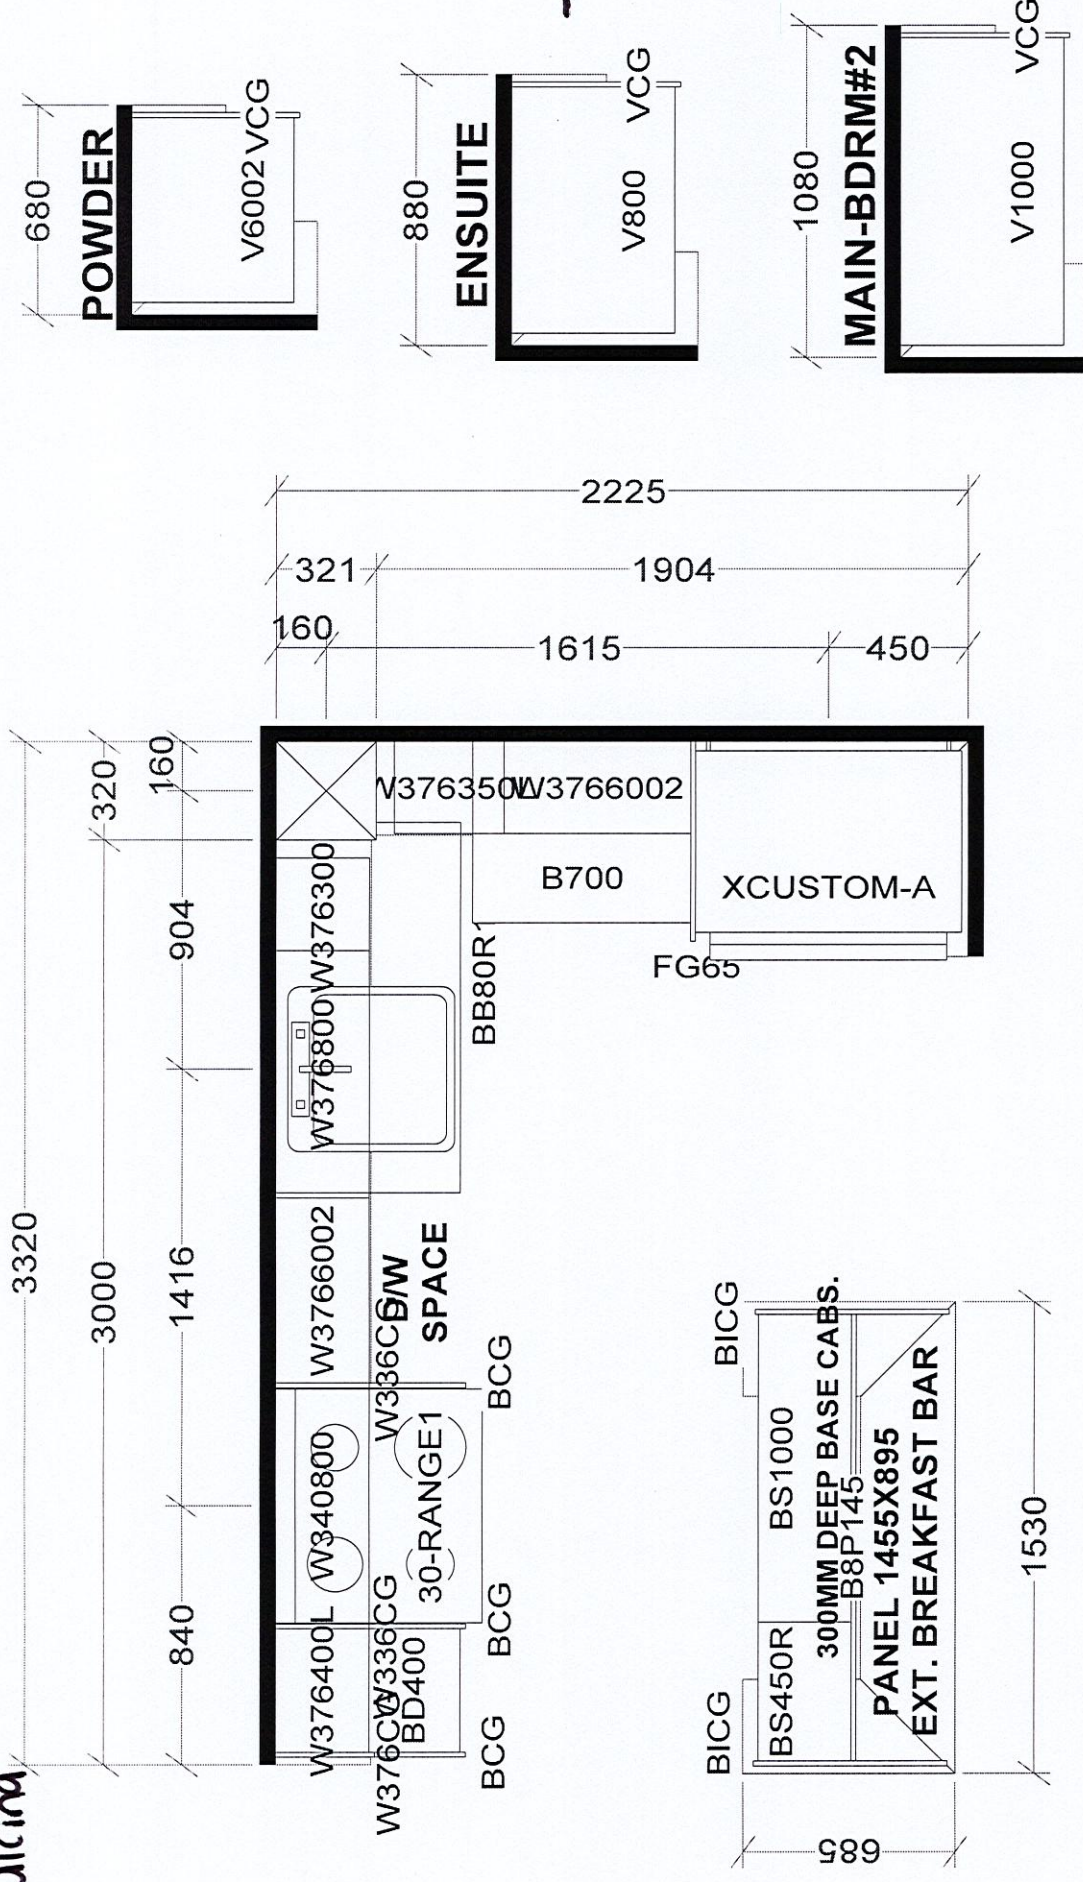 680
POWDER
V6002
VCG
880
ENSUITE
V800
VCG
1080
MAIN-BDRM#2
V1000
VCG
2225
321
1904
160
1615
450
3320
3000
320
840
1416
904
160
W376400L
W340800
W3766002
W376800
W376300
W376350L
W3766002
B700
XCUSTOM-A
FG65
BB80R
D/W
SPACE
W336CG
W376CG
W336CG
BD400
30-RANGE1
BCG
BCG
BCG
BICG
BICG
BS450R
BS1000
300MM DEEP BASE CABS.
B8P145
PANEL 1455X895
EXT. BREAKFAST BAR
685
1530